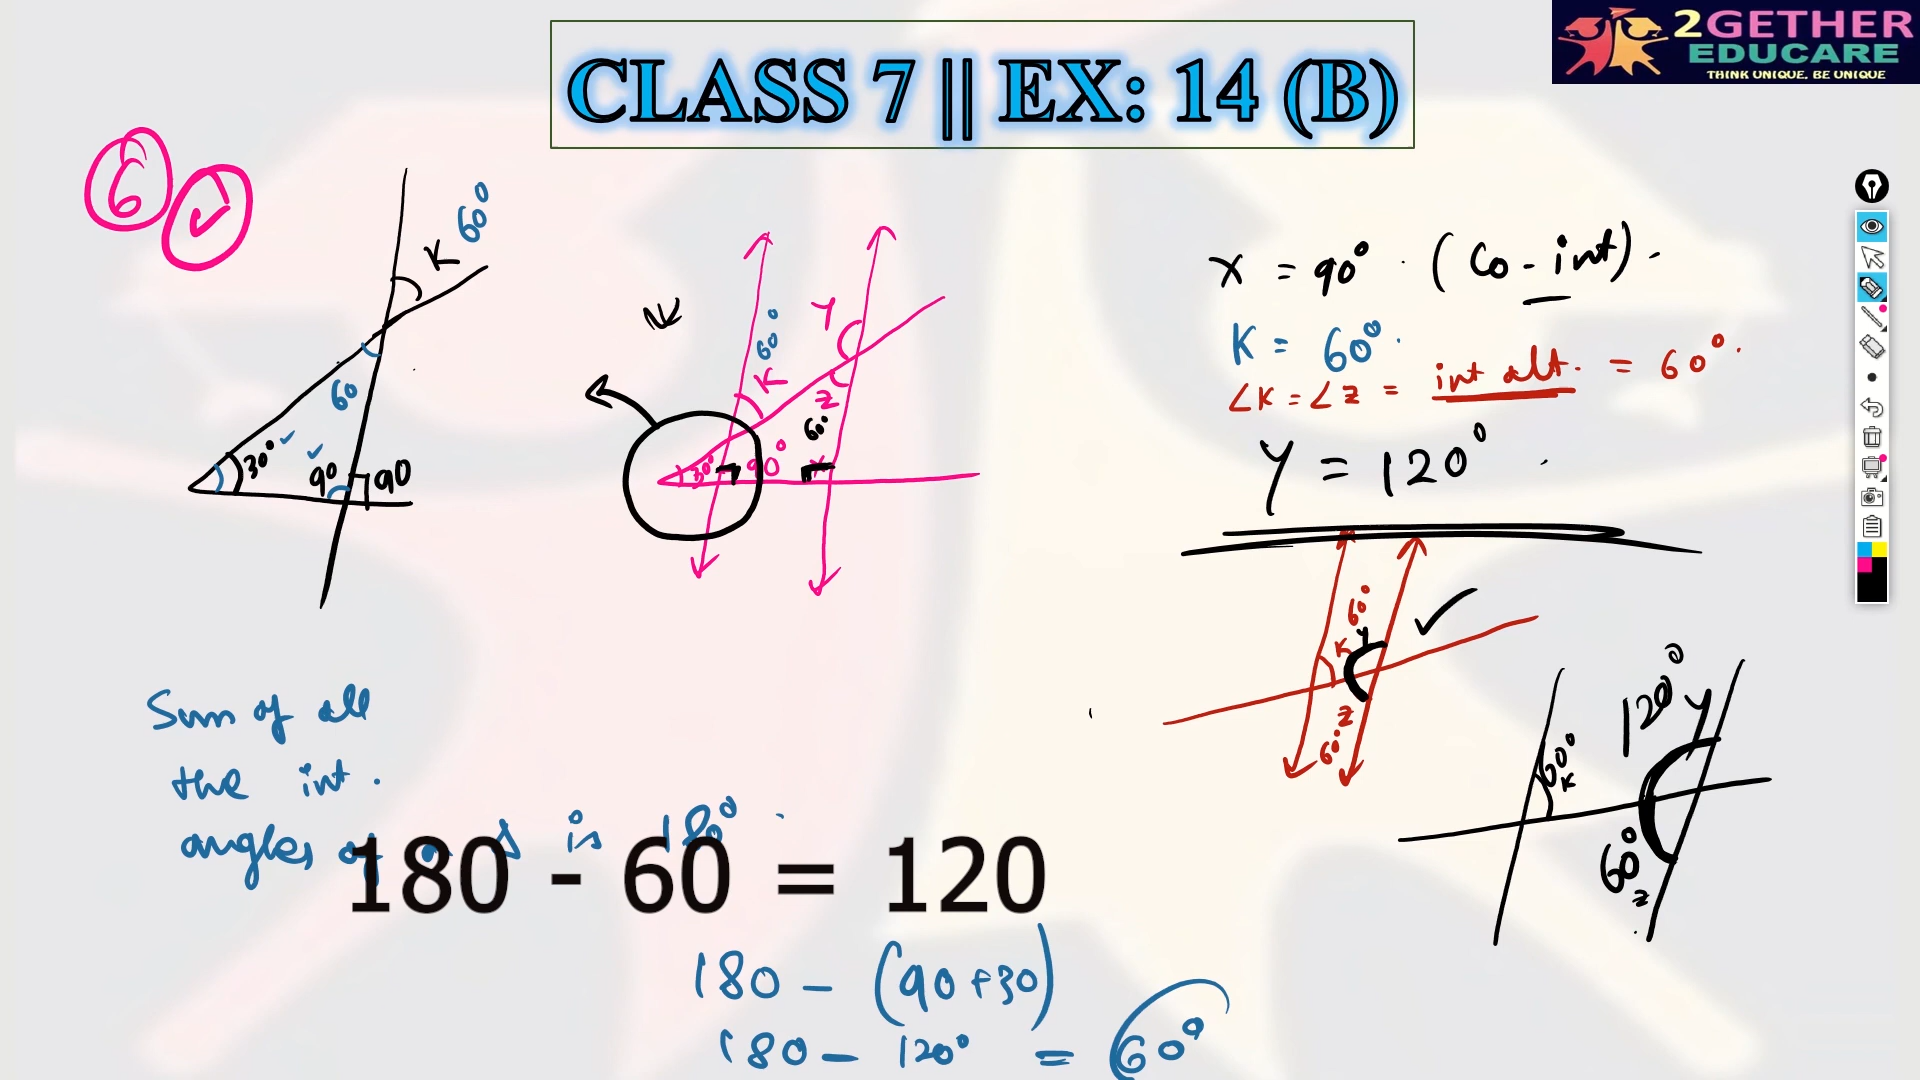 CLASS 7 || EX: 14 (B)
2GETHER
EDUCARE
THINK UNIQUE, BE UNIQUE
6
K 60°
60
30°
90 90
60°
K
Y
Z
60°
30° 90° x
x = 90° (Co-int).
K = 60°.
∠K = ∠Z = int alt. = 60°.
Y = 120°
60°
K Y
Z
60°
120° Y
60°
K
60°
Z
Sum of all
the int.
angles of a Δ is 180°.
180 - 60 = 120
180 - (90+30)
180 - 120° = 60°